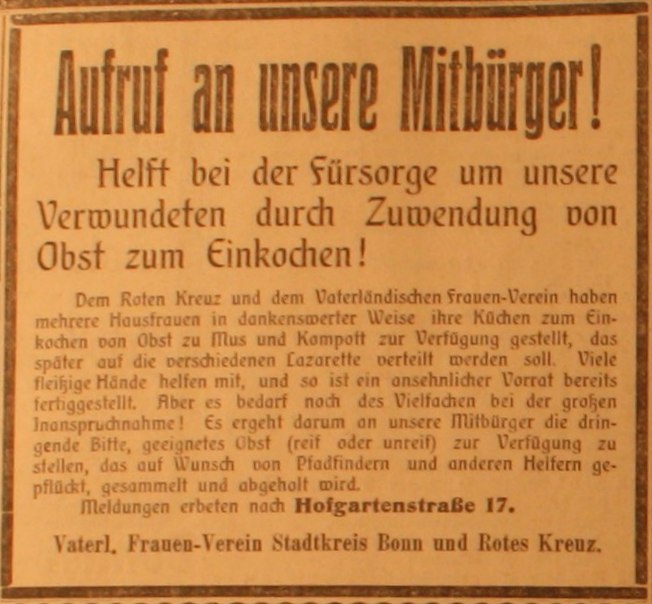 Aufruf an unsere Mitbürger!
Helft bei der Fürsorge um unsere
Verwundeten durch Zuwendung von
Obst zum Einkochen!
Dem Roten Kreuz und dem Vaterländischen Frauen-Verein haben
mehrere Hausfrauen in dankenswerter Weise ihre Küchen zum Ein-
kochen von Obst zu Mus und Kompott zur Verfügung gestellt, das
später auf die verschiedenen Lazarette verteilt werden soll. Viele
fleißige Hände helfen mit, und so ist ein ansehnlicher Vorrat bereits
fertiggestellt. Aber es bedarf noch des Vielfachen bei der großen
Inanspruchnahme! Es ergeht darum an unsere Mitbürger die drin-
gende Bitte, geeignetes Obst (reif oder unreif) zur Verfügung zu
stellen, das auf Wunsch von Pfadfindern und anderen Helfern ge-
pflückt, gesammelt und abgeholt wird.
Meldungen erbeten nach Hofgartenstraße 17.
Vaterl. Frauen-Verein Stadtkreis Bonn und Rotes Kreuz.